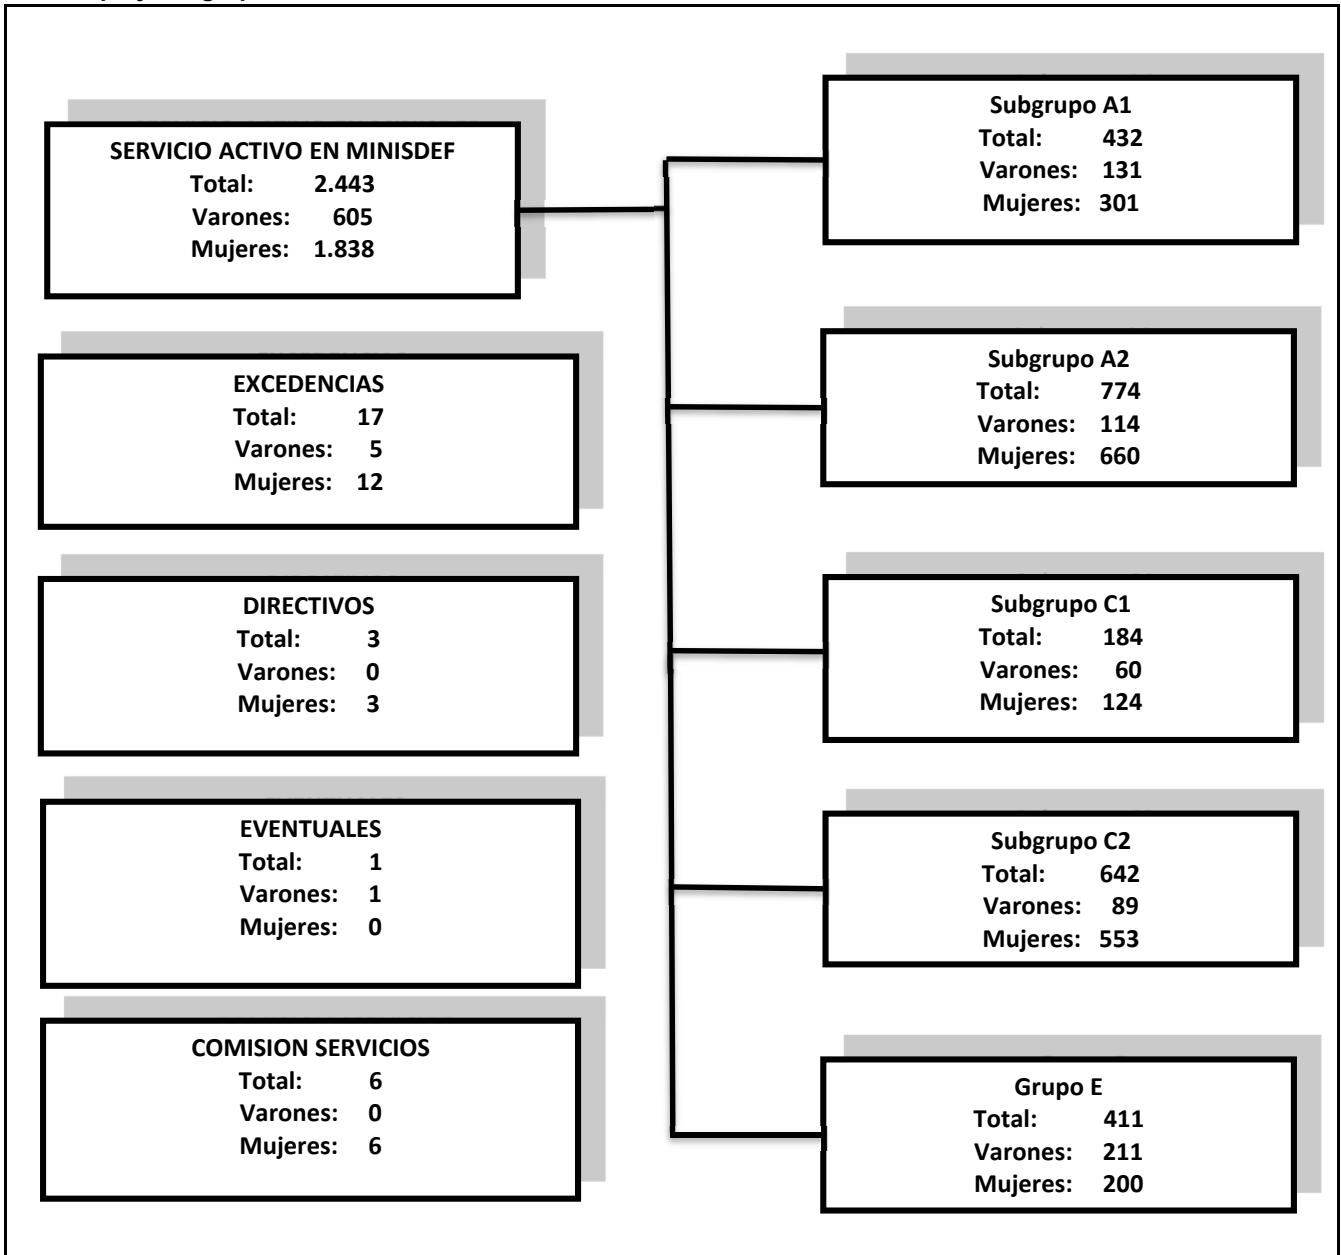 SERVICIO ACTIVO EN MINISDEF
Total: 2.443
Varones: 605
Mujeres: 1.838
EXCEDENCIAS
Total: 17
Varones: 5
Mujeres: 12
DIRECTIVOS
Total: 3
Varones: 0
Mujeres: 3
EVENTUALES
Total: 1
Varones: 1
Mujeres: 0
COMISION SERVICIOS
Total: 6
Varones: 0
Mujeres: 6
Subgrupo A1
Total: 432
Varones: 131
Mujeres: 301
Subgrupo A2
Total: 774
Varones: 114
Mujeres: 660
Subgrupo C1
Total: 184
Varones: 60
Mujeres: 124
Subgrupo C2
Total: 642
Varones: 89
Mujeres: 553
Grupo E
Total: 411
Varones: 211
Mujeres: 200